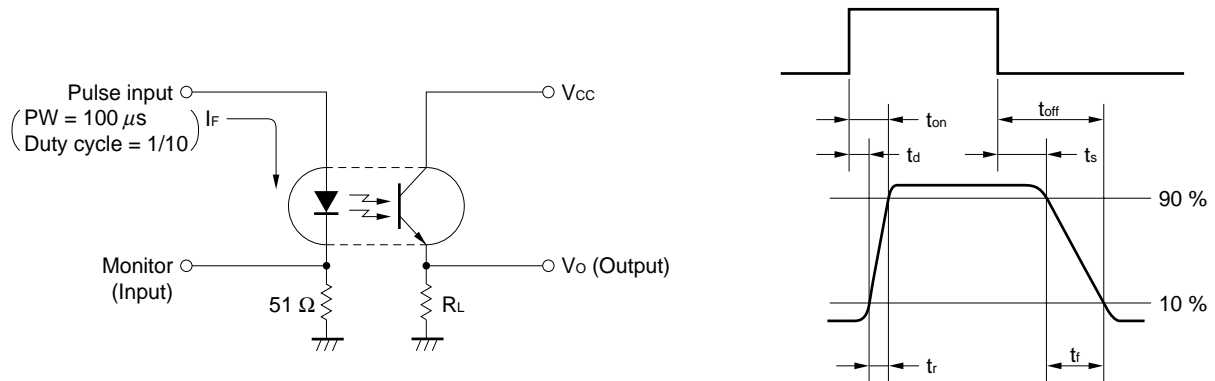 Pulse input
PW = 100 μs
Duty cycle = 1/10
IF
VCC
Monitor
(Input)
51 Ω
RL
VO (Output)
ton
toff
td
ts
90 %
10 %
tr
tf